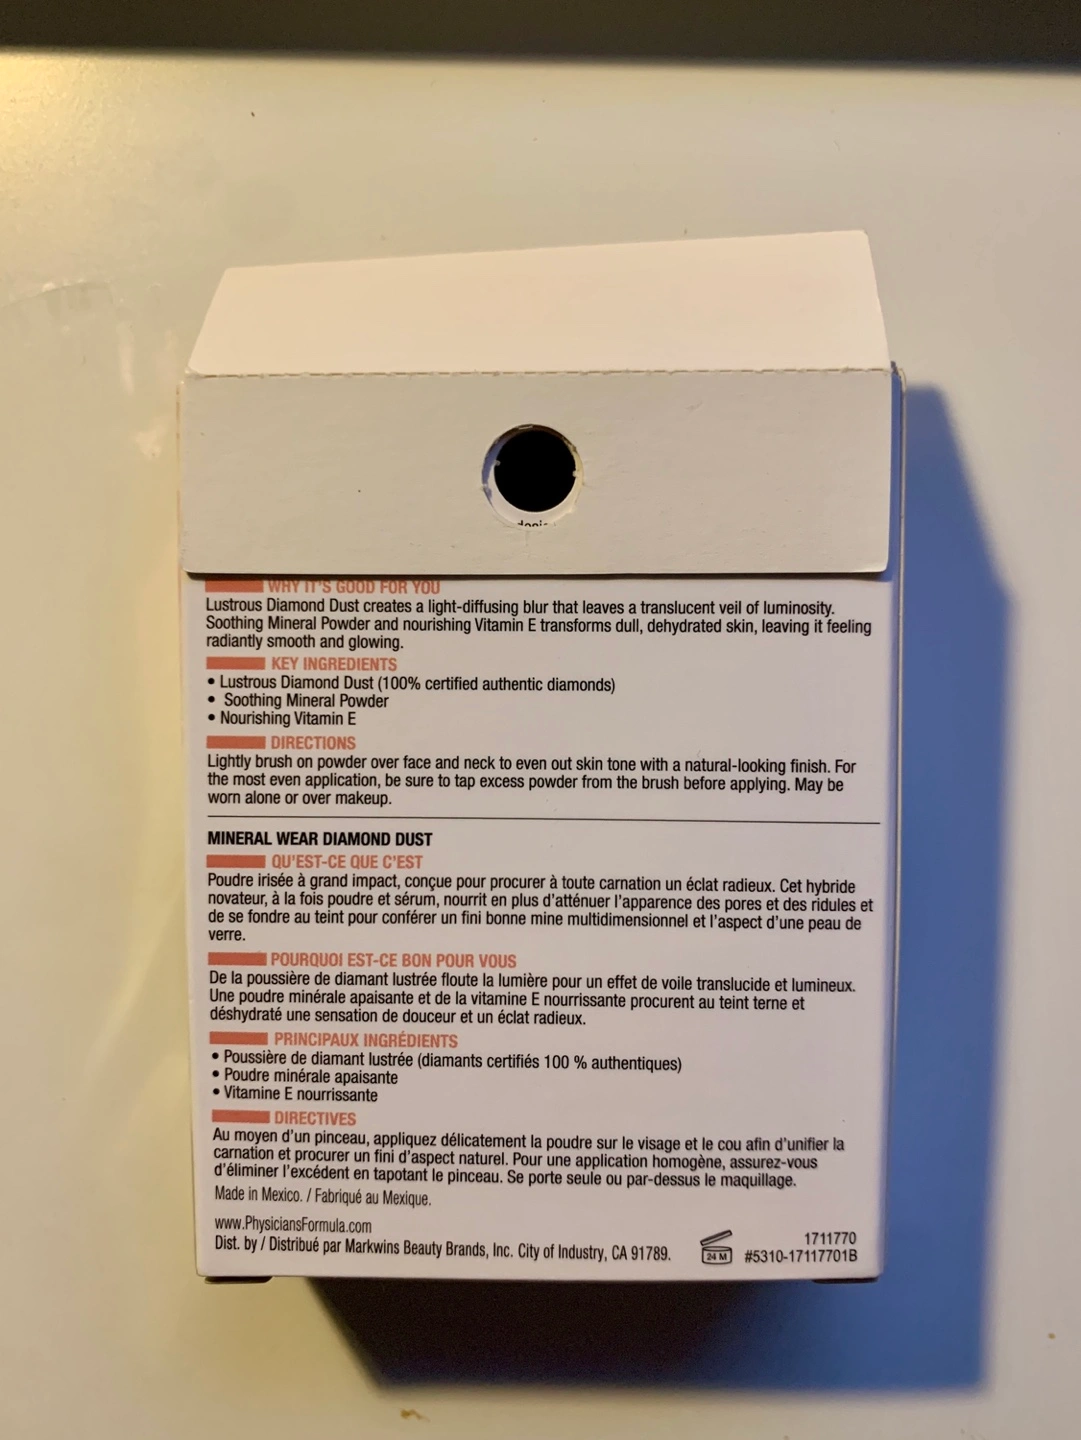 WHY IT'S GOOD FOR YOU
Lustrous Diamond Dust creates a light-diffusing blur that leaves a translucent veil of luminosity.
Soothing Mineral Powder and nourishing Vitamin E transforms dull, dehydrated skin, leaving it feeling
radiantly smooth and glowing.
KEY INGREDIENTS
• Lustrous Diamond Dust (100% certified authentic diamonds)
• Soothing Mineral Powder
• Nourishing Vitamin E
DIRECTIONS
Lightly brush on powder over face and neck to even out skin tone with a natural-looking finish. For
the most even application, be sure to tap excess powder from the brush before applying. May be
worn alone or over makeup.
MINERAL WEAR DIAMOND DUST
QU'EST-CE QUE C'EST
Poudre irisée à grand impact, conçue pour procurer à toute carnation un éclat radieux. Cet hybride
novateur, à la fois poudre et sérum, nourrit en plus d'atténuer l'apparence des pores et des ridules et
de se fondre au teint pour conférer un fini bonne mine multidimensionnel et l'aspect d'une peau de
verre.
POURQUOI EST-CE BON POUR VOUS
De la poussière de diamant lustrée floute la lumière pour un effet de voile translucide et lumineux.
Une poudre minérale apaisante et de la vitamine E nourrissante procurent au teint terne et
déshydraté une sensation de douceur et un éclat radieux.
PRINCIPAUX INGRÉDIENTS
• Poussière de diamant lustrée (diamants certifiés 100 % authentiques)
• Poudre minérale apaisante
• Vitamine E nourrissante
DIRECTIVES
Au moyen d'un pinceau, appliquez délicatement la poudre sur le visage et le cou afin d'unifier la
carnation et procurer un fini d'aspect naturel. Pour une application homogène, assurez-vous
d'éliminer l'excédent en tapotant le pinceau. Se porte seule ou par-dessus le maquillage.
Made in Mexico. / Fabriqué au Mexique.
www.PhysiciansFormula.com
Dist. by / Distribué par Markwins Beauty Brands, Inc. City of Industry, CA 91789.
24 M
1711770
#5310-17117701B